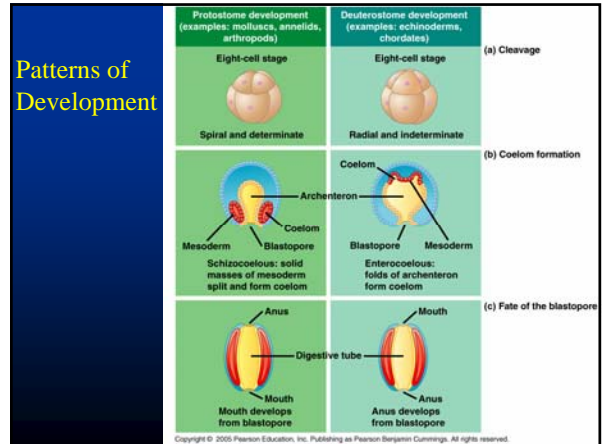 Patterns of
Development
Protostome development
(examples: molluscs, annelids,
arthropods)
Deuterostome development
(examples: echinoderms,
chordates)
(a) Cleavage
Eight-cell stage
Eight-cell stage
Spiral and determinate
Radial and indeterminate
(b) Coelom formation
Coelom
Archenteron
Coelom
Mesoderm
Blastopore
Blastopore
Mesoderm
Schizocoelous: solid
masses of mesoderm
split and form coelom
Enterocoelous:
folds of archenteron
form coelom
(c) Fate of the blastopore
Anus
Mouth
Digestive tube
Mouth
Anus
Mouth develops
from blastopore
Anus develops
from blastopore
Copyright © 2005 Pearson Education, Inc. Publishing as Pearson Benjamin Cummings. All rights reserved.